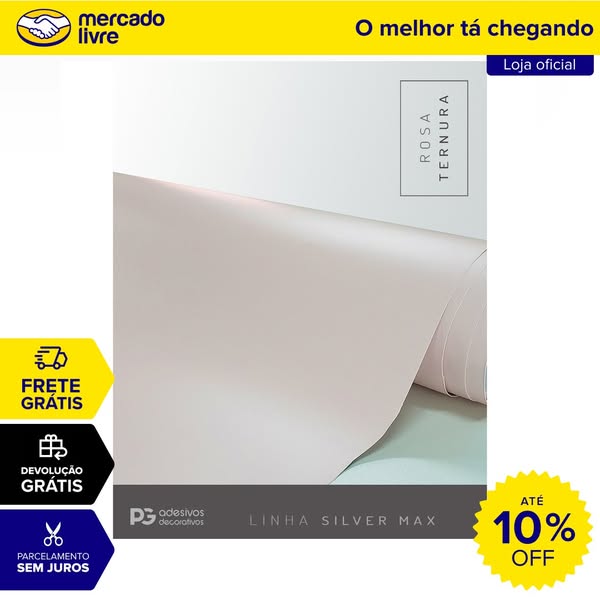 mercado
livre
O melhor tá chegando
Loja oficial
ROSA
TERNURA
FRETE
GRÁTIS
DEVOLUÇÃO
GRÁTIS
PARCELAMENTO
SEM JUROS
PG adesivos
decorativos
LINHA SILVER MAX
ATÉ
10%
OFF